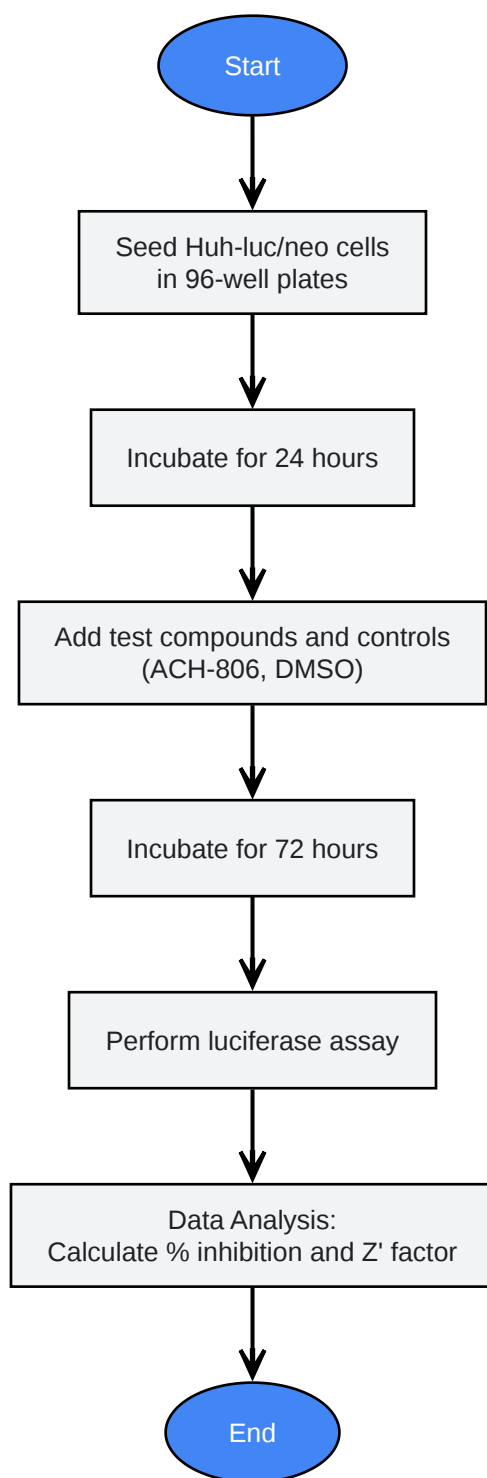 Start
Seed Huh-luc/neo cells
in 96-well plates
Incubate for 24 hours
Add test compounds and controls
(ACH-806, DMSO)
Incubate for 72 hours
Perform luciferase assay
Data Analysis:
Calculate % inhibition and Z' factor
End